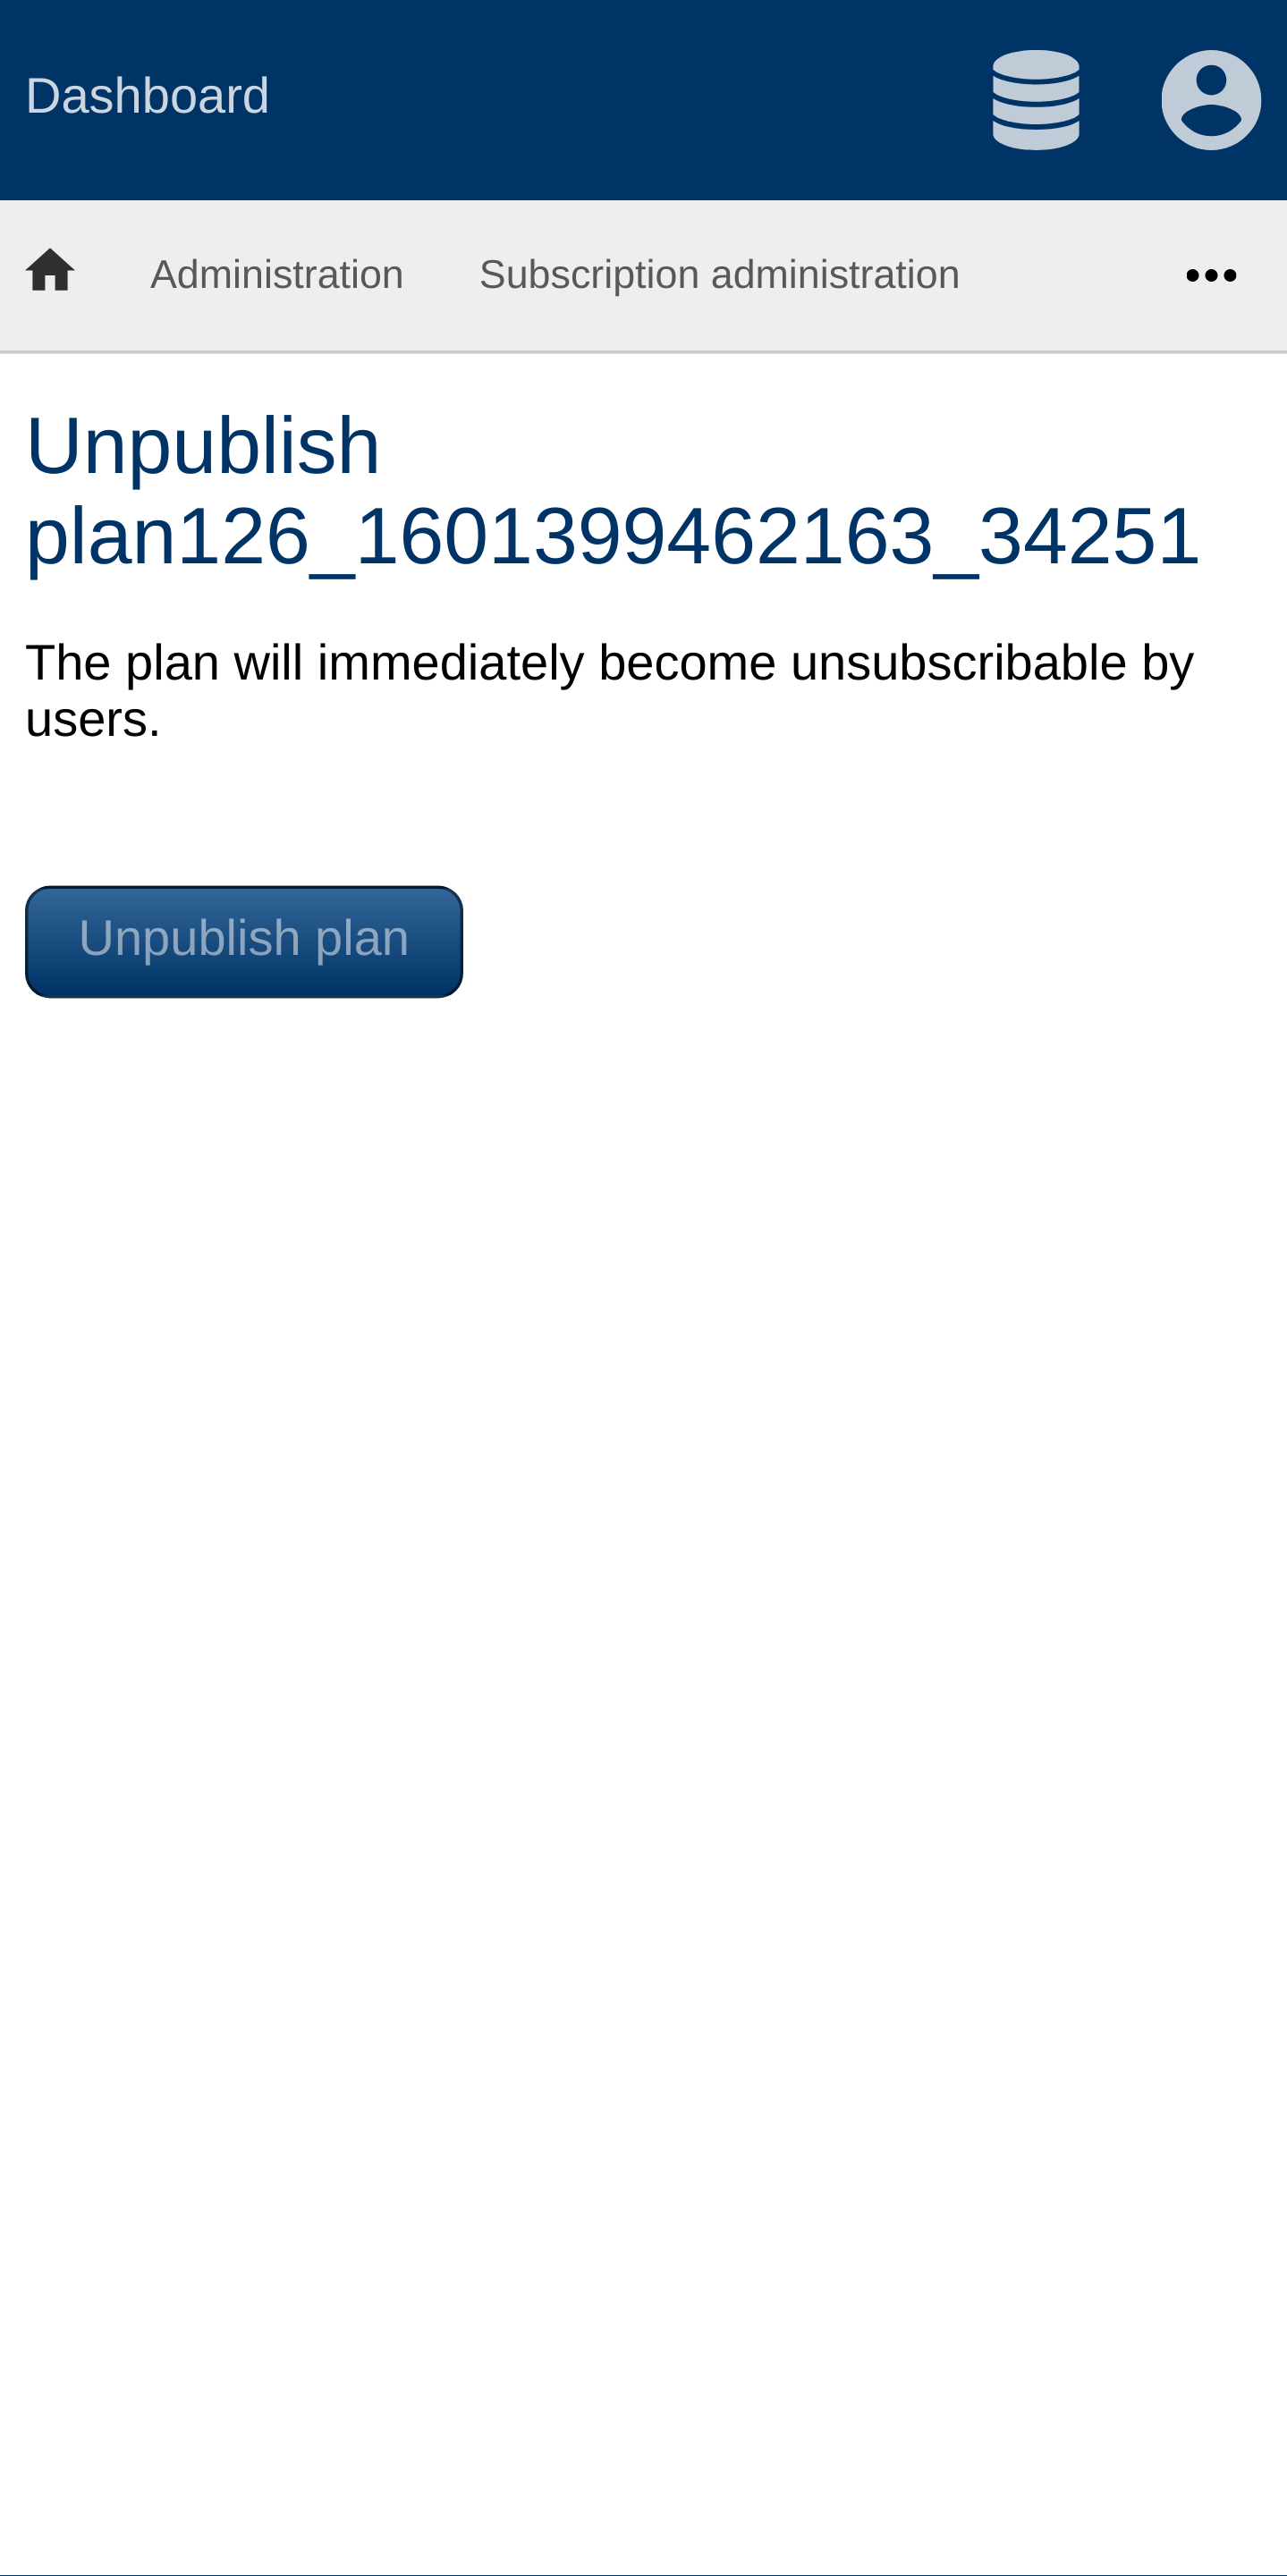 Dashboard
Administration Subscription administration
Unpublish
plan126_1601399462163_34251
The plan will immediately become unsubscribable by
users.
Unpublish plan